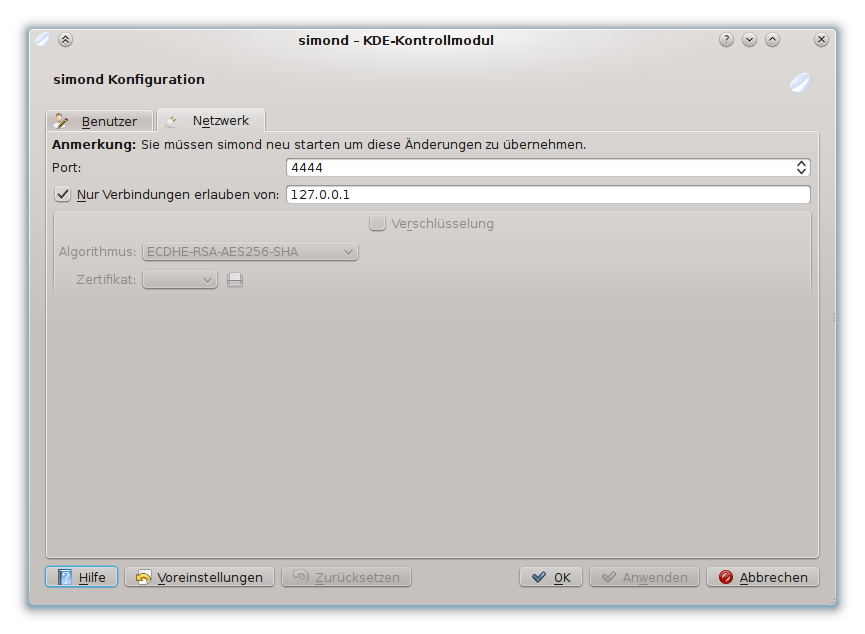 simond – KDE-Kontrollmodul
simond Konfiguration
Benutzer Netzwerk
Anmerkung: Sie müssen simond neu starten um diese Änderungen zu übernehmen.
Port: 4444
Nur Verbindungen erlauben von: 127.0.0.1
Verschlüsselung
Algorithmus: ECDHE-RSA-AES256-SHA
Zertifikat:
Hilfe Voreinstellungen Zurücksetzen OK Anwenden Abbrechen